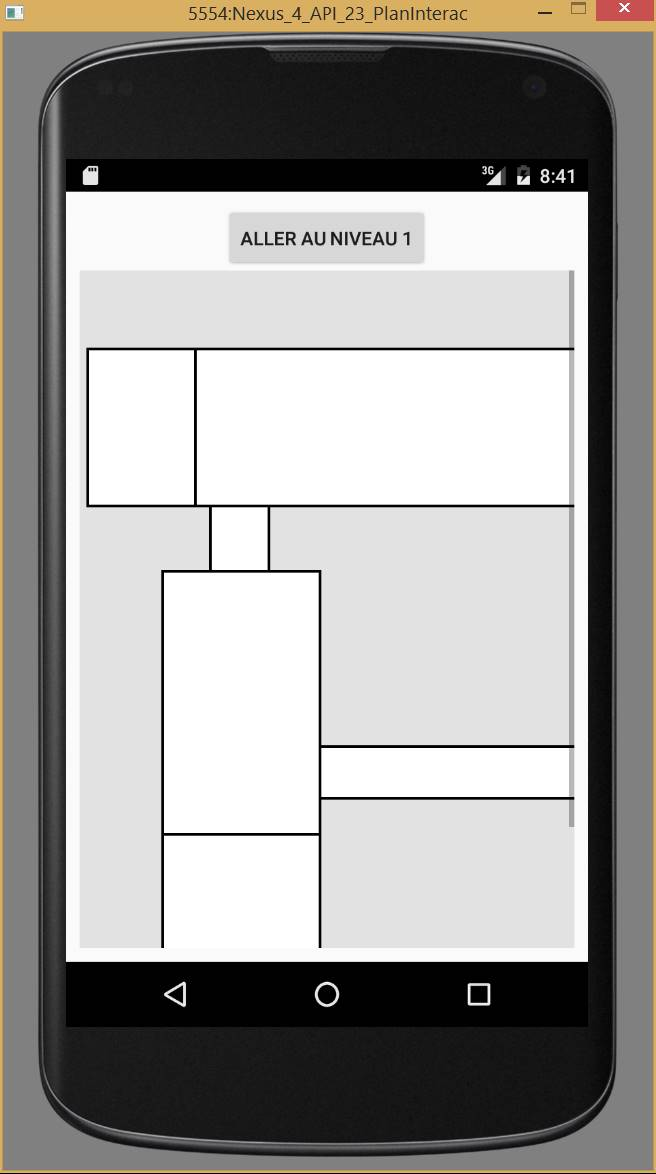 5554:Nexus_4_API_23_PlanInterac
3G 8:41
ALLER AU NIVEAU 1